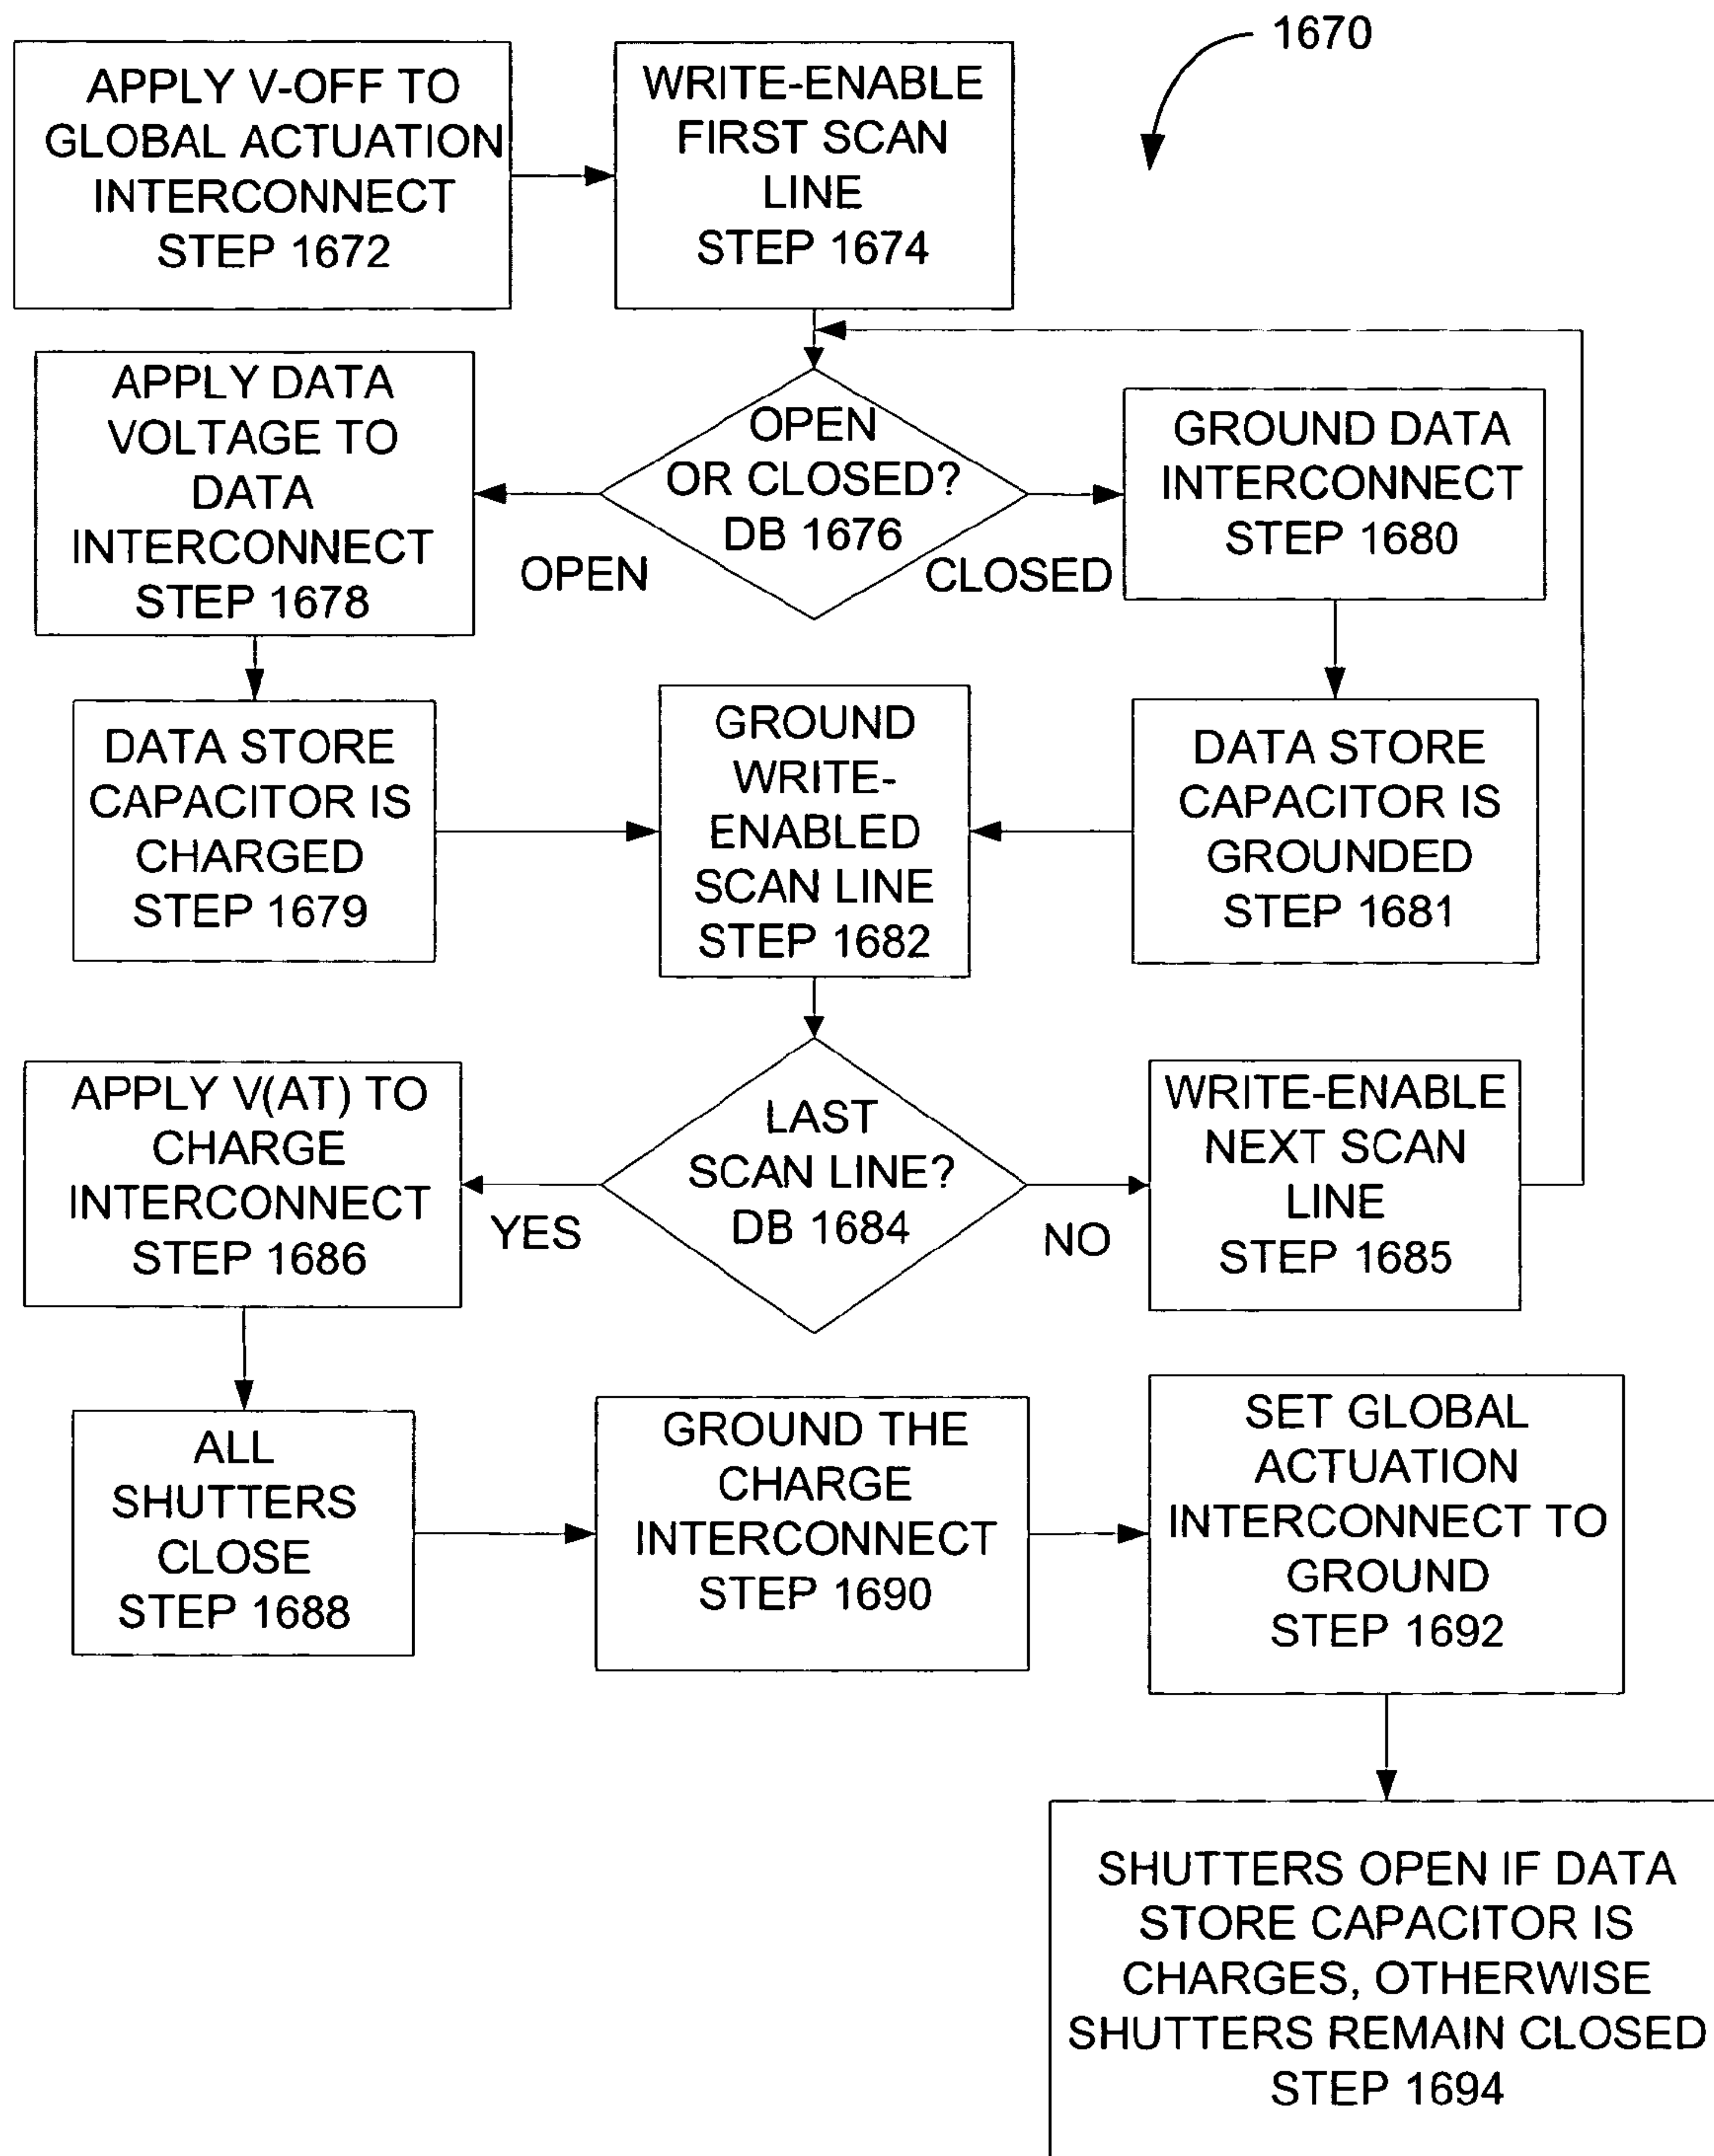 1670
APPLY V-OFF TO
GLOBAL ACTUATION
INTERCONNECT
STEP 1672
WRITE-ENABLE
FIRST SCAN
LINE
STEP 1674
APPLY DATA
VOLTAGE TO
DATA
INTERCONNECT
STEP 1678
OPEN
OR CLOSED?
DB 1676
OPEN
CLOSED
GROUND DATA
INTERCONNECT
STEP 1680
DATA STORE
CAPACITOR IS
CHARGED
STEP 1679
GROUND
WRITE-
ENABLED
SCAN LINE
STEP 1682
DATA STORE
CAPACITOR IS
GROUNDED
STEP 1681
APPLY V(AT) TO
CHARGE
INTERCONNECT
STEP 1686
LAST
SCAN LINE?
DB 1684
YES
NO
WRITE-ENABLE
NEXT SCAN
LINE
STEP 1685
ALL
SHUTTERS
CLOSE
STEP 1688
GROUND THE
CHARGE
INTERCONNECT
STEP 1690
SET GLOBAL
ACTUATION
INTERCONNECT TO
GROUND
STEP 1692
SHUTTERS OPEN IF DATA
STORE CAPACITOR IS
CHARGES, OTHERWISE
SHUTTERS REMAIN CLOSED
STEP 1694